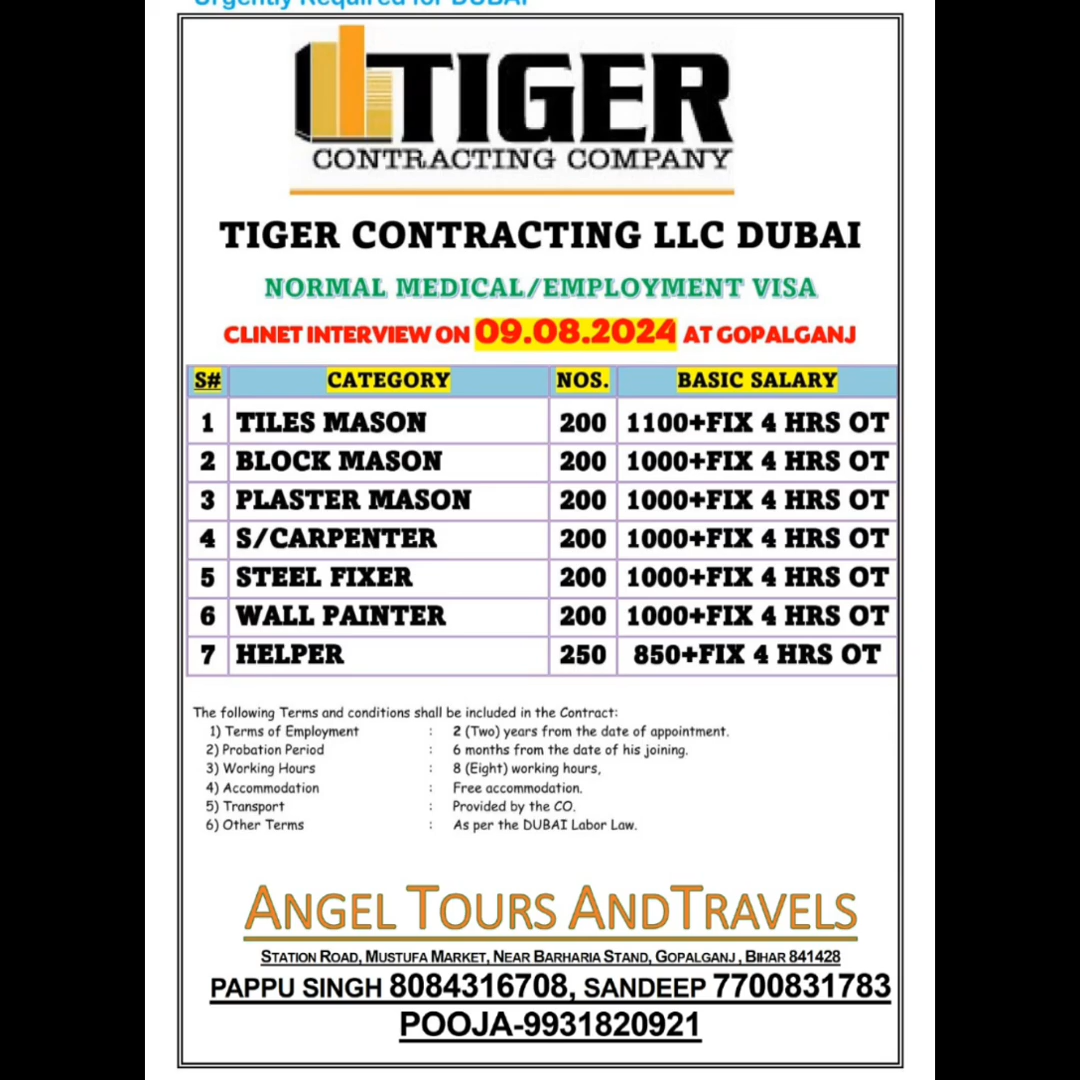 Urgently Required for DUBAI
TIGER
CONTRACTING COMPANY
TIGER CONTRACTING LLC DUBAI
NORMAL MEDICAL/EMPLOYMENT VISA
CLINET INTERVIEW ON 09.08.2024 AT GOPALGANJ
S# CATEGORY NOS. BASIC SALARY
1 TILES MASON 200 1100+FIX 4 HRS OT
2 BLOCK MASON 200 1000+FIX 4 HRS OT
3 PLASTER MASON 200 1000+FIX 4 HRS OT
4 S/CARPENTER 200 1000+FIX 4 HRS OT
5 STEEL FIXER 200 1000+FIX 4 HRS OT
6 WALL PAINTER 200 1000+FIX 4 HRS OT
7 HELPER 250 850+FIX 4 HRS OT
The following Terms and conditions shall be included in the Contract:
1) Terms of Employment : 2 (Two) years from the date of appointment.
2) Probation Period : 6 months from the date of his joining.
3) Working Hours : 8 (Eight) working hours,
4) Accommodation : Free accommodation.
5) Transport : Provided by the CO.
6) Other Terms : As per the DUBAI Labor Law.
ANGEL TOURS ANDTRAVELS
STATION ROAD, MUSTUFA MARKET, NEAR BARHARIA STAND, GOPALGANJ , BIHAR 841428
PAPPU SINGH 8084316708, SANDEEP 7700831783
POOJA-9931820921